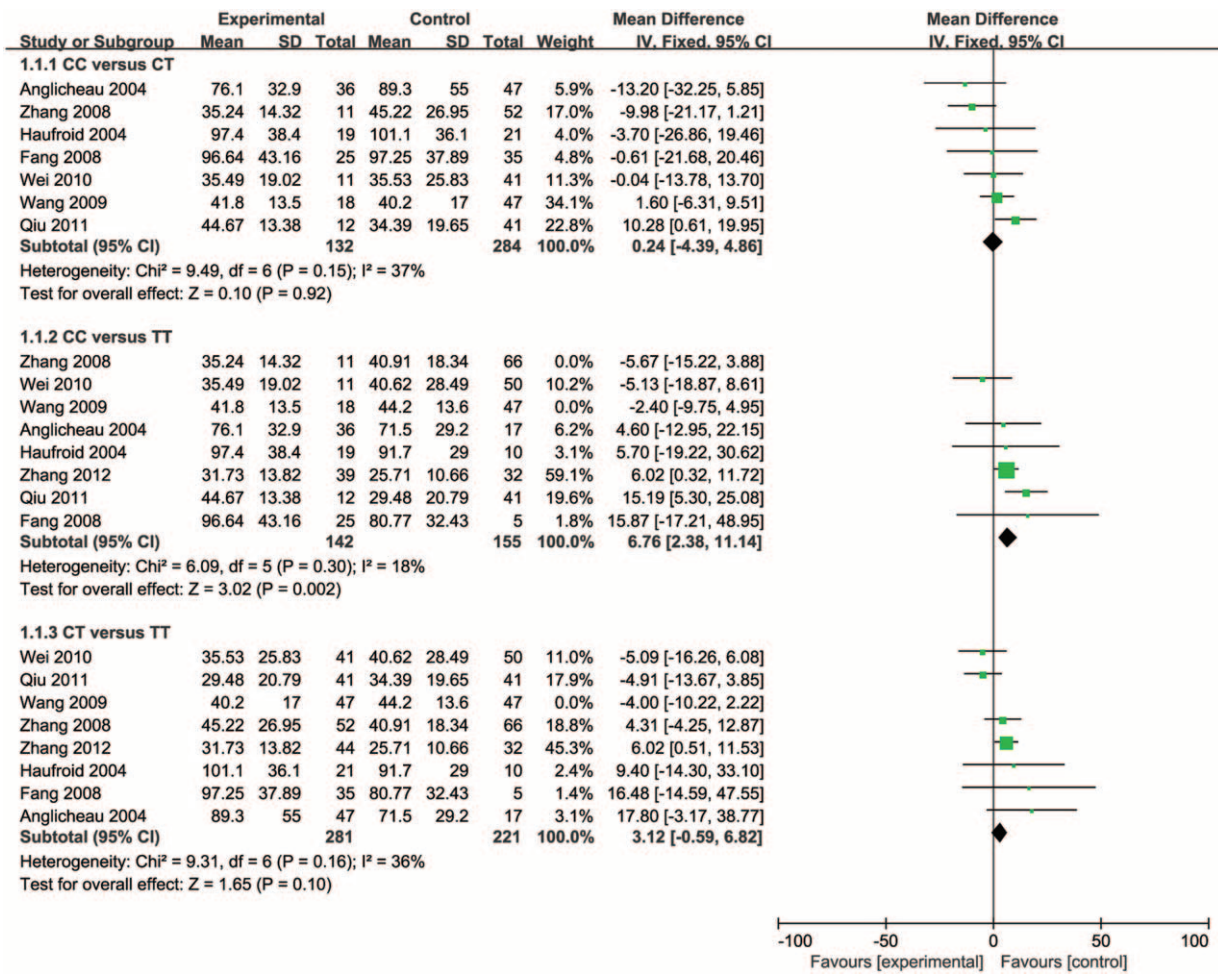 Experimental Control Mean Difference Mean Difference
Study or Subgroup Mean SD Total Mean SD Total Weight IV, Fixed, 95% CI IV, Fixed, 95% CI
1.1.1 CC versus CT
Anglicheau 2004 76.1 32.9 36 89.3 55 47 5.9% -13.20 [-32.25, 5.85]
Zhang 2008 35.24 14.32 11 45.22 26.95 52 17.0% -9.98 [-21.17, 1.21]
Haufroid 2004 97.4 38.4 19 101.1 36.1 21 4.0% -3.70 [-26.86, 19.46]
Fang 2008 96.64 43.16 25 97.25 37.89 35 4.8% -0.61 [-21.68, 20.46]
Wei 2010 35.49 19.02 11 35.53 25.83 41 11.3% -0.04 [-13.78, 13.70]
Wang 2009 41.8 13.5 18 40.2 17 47 34.1% 1.60 [-6.31, 9.51]
Qiu 2011 44.67 13.38 12 34.39 19.65 41 22.8% 10.28 [0.61, 19.95]
Subtotal (95% CI) 132 284 100.0% 0.24 [-4.39, 4.86]
Heterogeneity: Chi² = 9.49, df = 6 (P = 0.15); I² = 37%
Test for overall effect: Z = 0.10 (P = 0.92)
1.1.2 CC versus TT
Zhang 2008 35.24 14.32 11 40.91 18.34 66 0.0% -5.67 [-15.22, 3.88]
Wei 2010 35.49 19.02 11 40.62 28.49 50 10.2% -5.13 [-18.87, 8.61]
Wang 2009 41.8 13.5 18 44.2 13.6 47 0.0% -2.40 [-9.75, 4.95]
Anglicheau 2004 76.1 32.9 36 71.5 29.2 17 6.2% 4.60 [-12.95, 22.15]
Haufroid 2004 97.4 38.4 19 91.7 29 10 3.1% 5.70 [-19.22, 30.62]
Zhang 2012 31.73 13.82 39 25.71 10.66 32 59.1% 6.02 [0.32, 11.72]
Qiu 2011 44.67 13.38 12 29.48 20.79 41 19.6% 15.19 [5.30, 25.08]
Fang 2008 96.64 43.16 25 80.77 32.43 5 1.8% 15.87 [-17.21, 48.95]
Subtotal (95% CI) 142 155 100.0% 6.76 [2.38, 11.14]
Heterogeneity: Chi² = 6.09, df = 5 (P = 0.30); I² = 18%
Test for overall effect: Z = 3.02 (P = 0.002)
1.1.3 CT versus TT
Wei 2010 35.53 25.83 41 40.62 28.49 50 11.0% -5.09 [-16.26, 6.08]
Qiu 2011 29.48 20.79 41 34.39 19.65 41 17.9% -4.91 [-13.67, 3.85]
Wang 2009 40.2 17 47 44.2 13.6 47 0.0% -4.00 [-10.22, 2.22]
Zhang 2008 45.22 26.95 52 40.91 18.34 66 18.8% 4.31 [-4.25, 12.87]
Zhang 2012 31.73 13.82 44 25.71 10.66 32 45.3% 6.02 [0.51, 11.53]
Haufroid 2004 101.1 36.1 21 91.7 29 10 2.4% 9.40 [-14.30, 33.10]
Fang 2008 97.25 37.89 35 80.77 32.43 5 1.4% 16.48 [-14.59, 47.55]
Anglicheau 2004 89.3 55 47 71.5 29.2 17 3.1% 17.80 [-3.17, 38.77]
Subtotal (95% CI) 281 221 100.0% 3.12 [-0.59, 6.82]
Heterogeneity: Chi² = 9.31, df = 6 (P = 0.16); I² = 36%
Test for overall effect: Z = 1.65 (P = 0.10)
-100 -50 0 50 100
Favours [experimental] Favours [control]